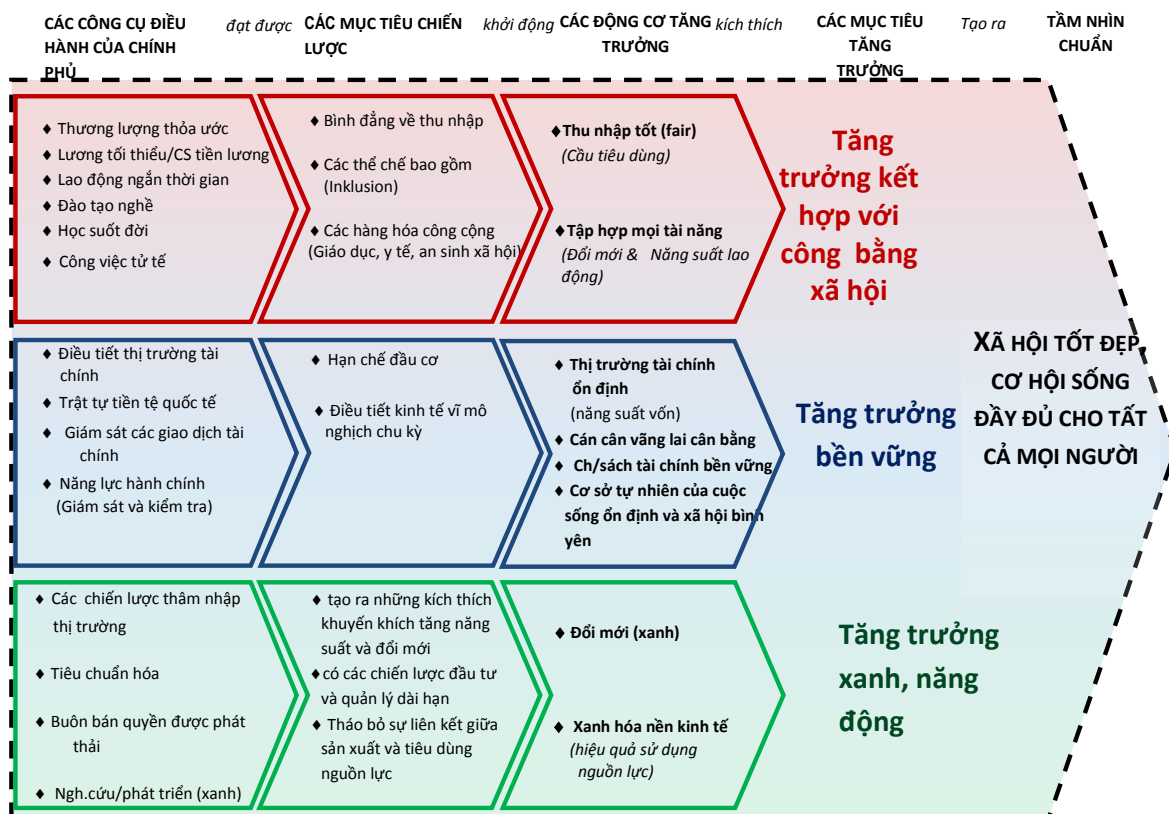 CÁC CÔNG CỤ ĐIỀU
HÀNH CỦA CHÍNH
PHỦ
đạt được
CÁC MỤC TIÊU CHIẾN
LƯỢC
khởi động
CÁC ĐỘNG CƠ TĂNG
TRƯỞNG
kích thích
CÁC MỤC TIÊU
TĂNG
TRƯỞNG
Tạo ra
TẦM NHÌN
CHUẨN
♦ Thương lượng thỏa ước
♦ Lương tối thiểu/CS tiền lương
♦ Lao động ngắn thời gian
♦ Đào tạo nghề
♦ Học suốt đời
♦ Công việc tử tế
♦ Bình đẳng về thu nhập
♦ Các thể chế bao gồm
(Inklusion)
♦ Các hàng hóa công cộng
(Giáo dục, y tế, an sinh xã hội)
♦ Thu nhập tốt (fair)
(Cầu tiêu dùng)
♦ Tập hợp mọi tài năng
(Đổi mới & Năng suất lao
động)
Tăng
trưởng kết
hợp với
công bằng
xã hội
♦ Điều tiết thị trường tài
chính
♦ Trật tự tiền tệ quốc tế
♦ Giám sát các giao dịch tài
chính
♦ Năng lực hành chính
(Giám sát và kiểm tra)
♦ Hạn chế đầu cơ
♦ Điều tiết kinh tế vĩ mô
nghịch chu kỳ
♦ Thị trường tài chính
ổn định
(năng suất vốn)
♦ Cán cân vãng lai cân bằng
♦ Ch/sách tài chính bền vững
♦ Cơ sở tự nhiên của cuộc
sống ổn định và xã hội bình
yên
Tăng trưởng
bền vững
XÃ HỘI TỐT ĐẸP,
CƠ HỘI SỐNG
ĐẦY ĐỦ CHO TẤT
CẢ MỌI NGƯỜI
♦ Các chiến lược thâm nhập
thị trường
♦ Tiêu chuẩn hóa
♦ Buôn bán quyền được phát
thải
♦ Ngh.cứu/phát triển (xanh)
♦ tạo ra những kích thích
khuyến khích tăng năng
suất và đổi mới
♦ có các chiến lược đầu tư
và quản lý dài hạn
♦ Tháo bỏ sự liên kết giữa
sản xuất và tiêu dùng
nguồn lực
♦ Đổi mới (xanh)
♦ Xanh hóa nền kinh tế
(hiệu quả sử dụng
nguồn lực)
Tăng trưởng
xanh, năng
động